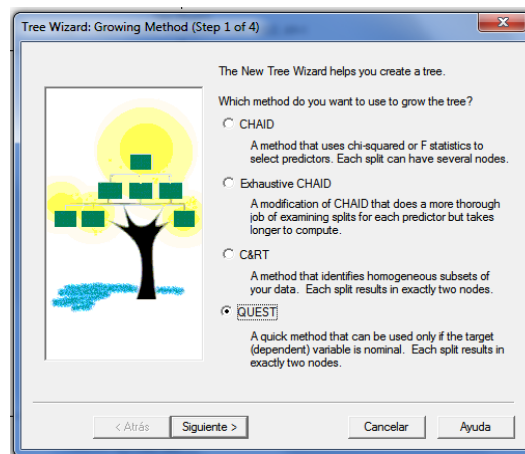 Tree Wizard: Growing Method (Step 1 of 4)
The New Tree Wizard helps you create a tree.
Which method do you want to use to grow the tree?
CHAID
A method that uses chi-squared or F statistics to
select predictors. Each split can have several nodes.
Exhaustive CHAID
A modification of CHAID that does a more thorough
job of examining splits for each predictor but takes
longer to compute.
C&RT
A method that identifies homogeneous subsets of
your data. Each split results in exactly two nodes.
QUEST
A quick method that can be used only if the target
(dependent) variable is nominal. Each split results in
exactly two nodes.
< Atrás
Siguiente >
Cancelar
Ayuda